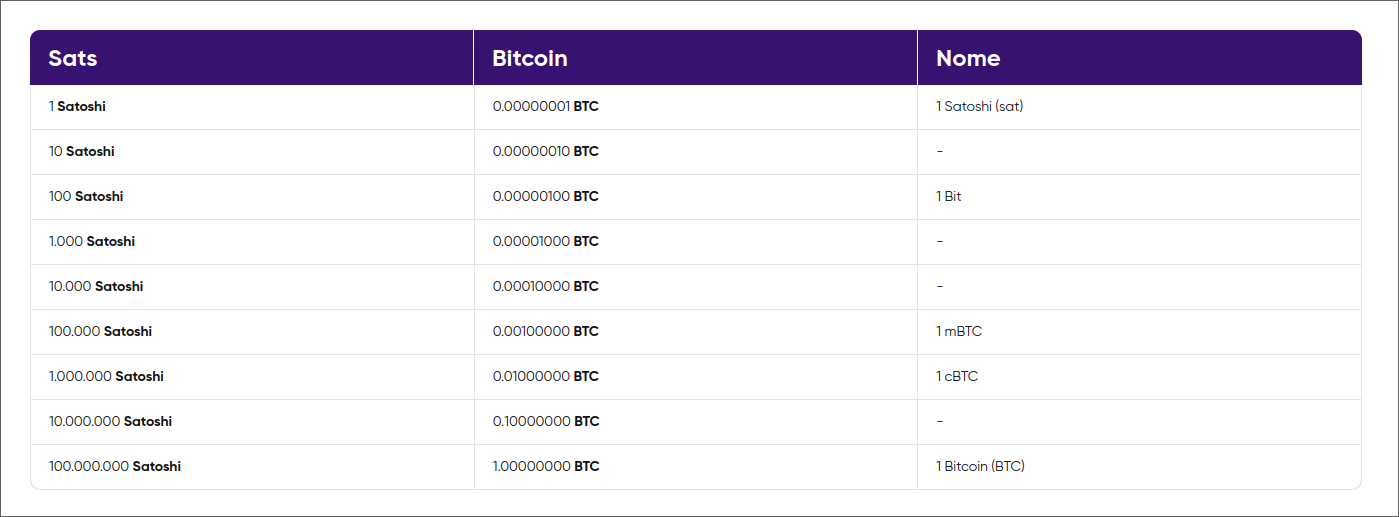 Sats Bitcoin Nome
1 Satoshi 0.00000001 BTC 1 Satoshi (sat)
10 Satoshi 0.00000010 BTC -
100 Satoshi 0.00000100 BTC 1 Bit
1.000 Satoshi 0.00001000 BTC -
10.000 Satoshi 0.00010000 BTC -
100.000 Satoshi 0.00100000 BTC 1 mBTC
1.000.000 Satoshi 0.01000000 BTC 1 cBTC
10.000.000 Satoshi 0.10000000 BTC -
100.000.000 Satoshi 1.00000000 BTC 1 Bitcoin (BTC)